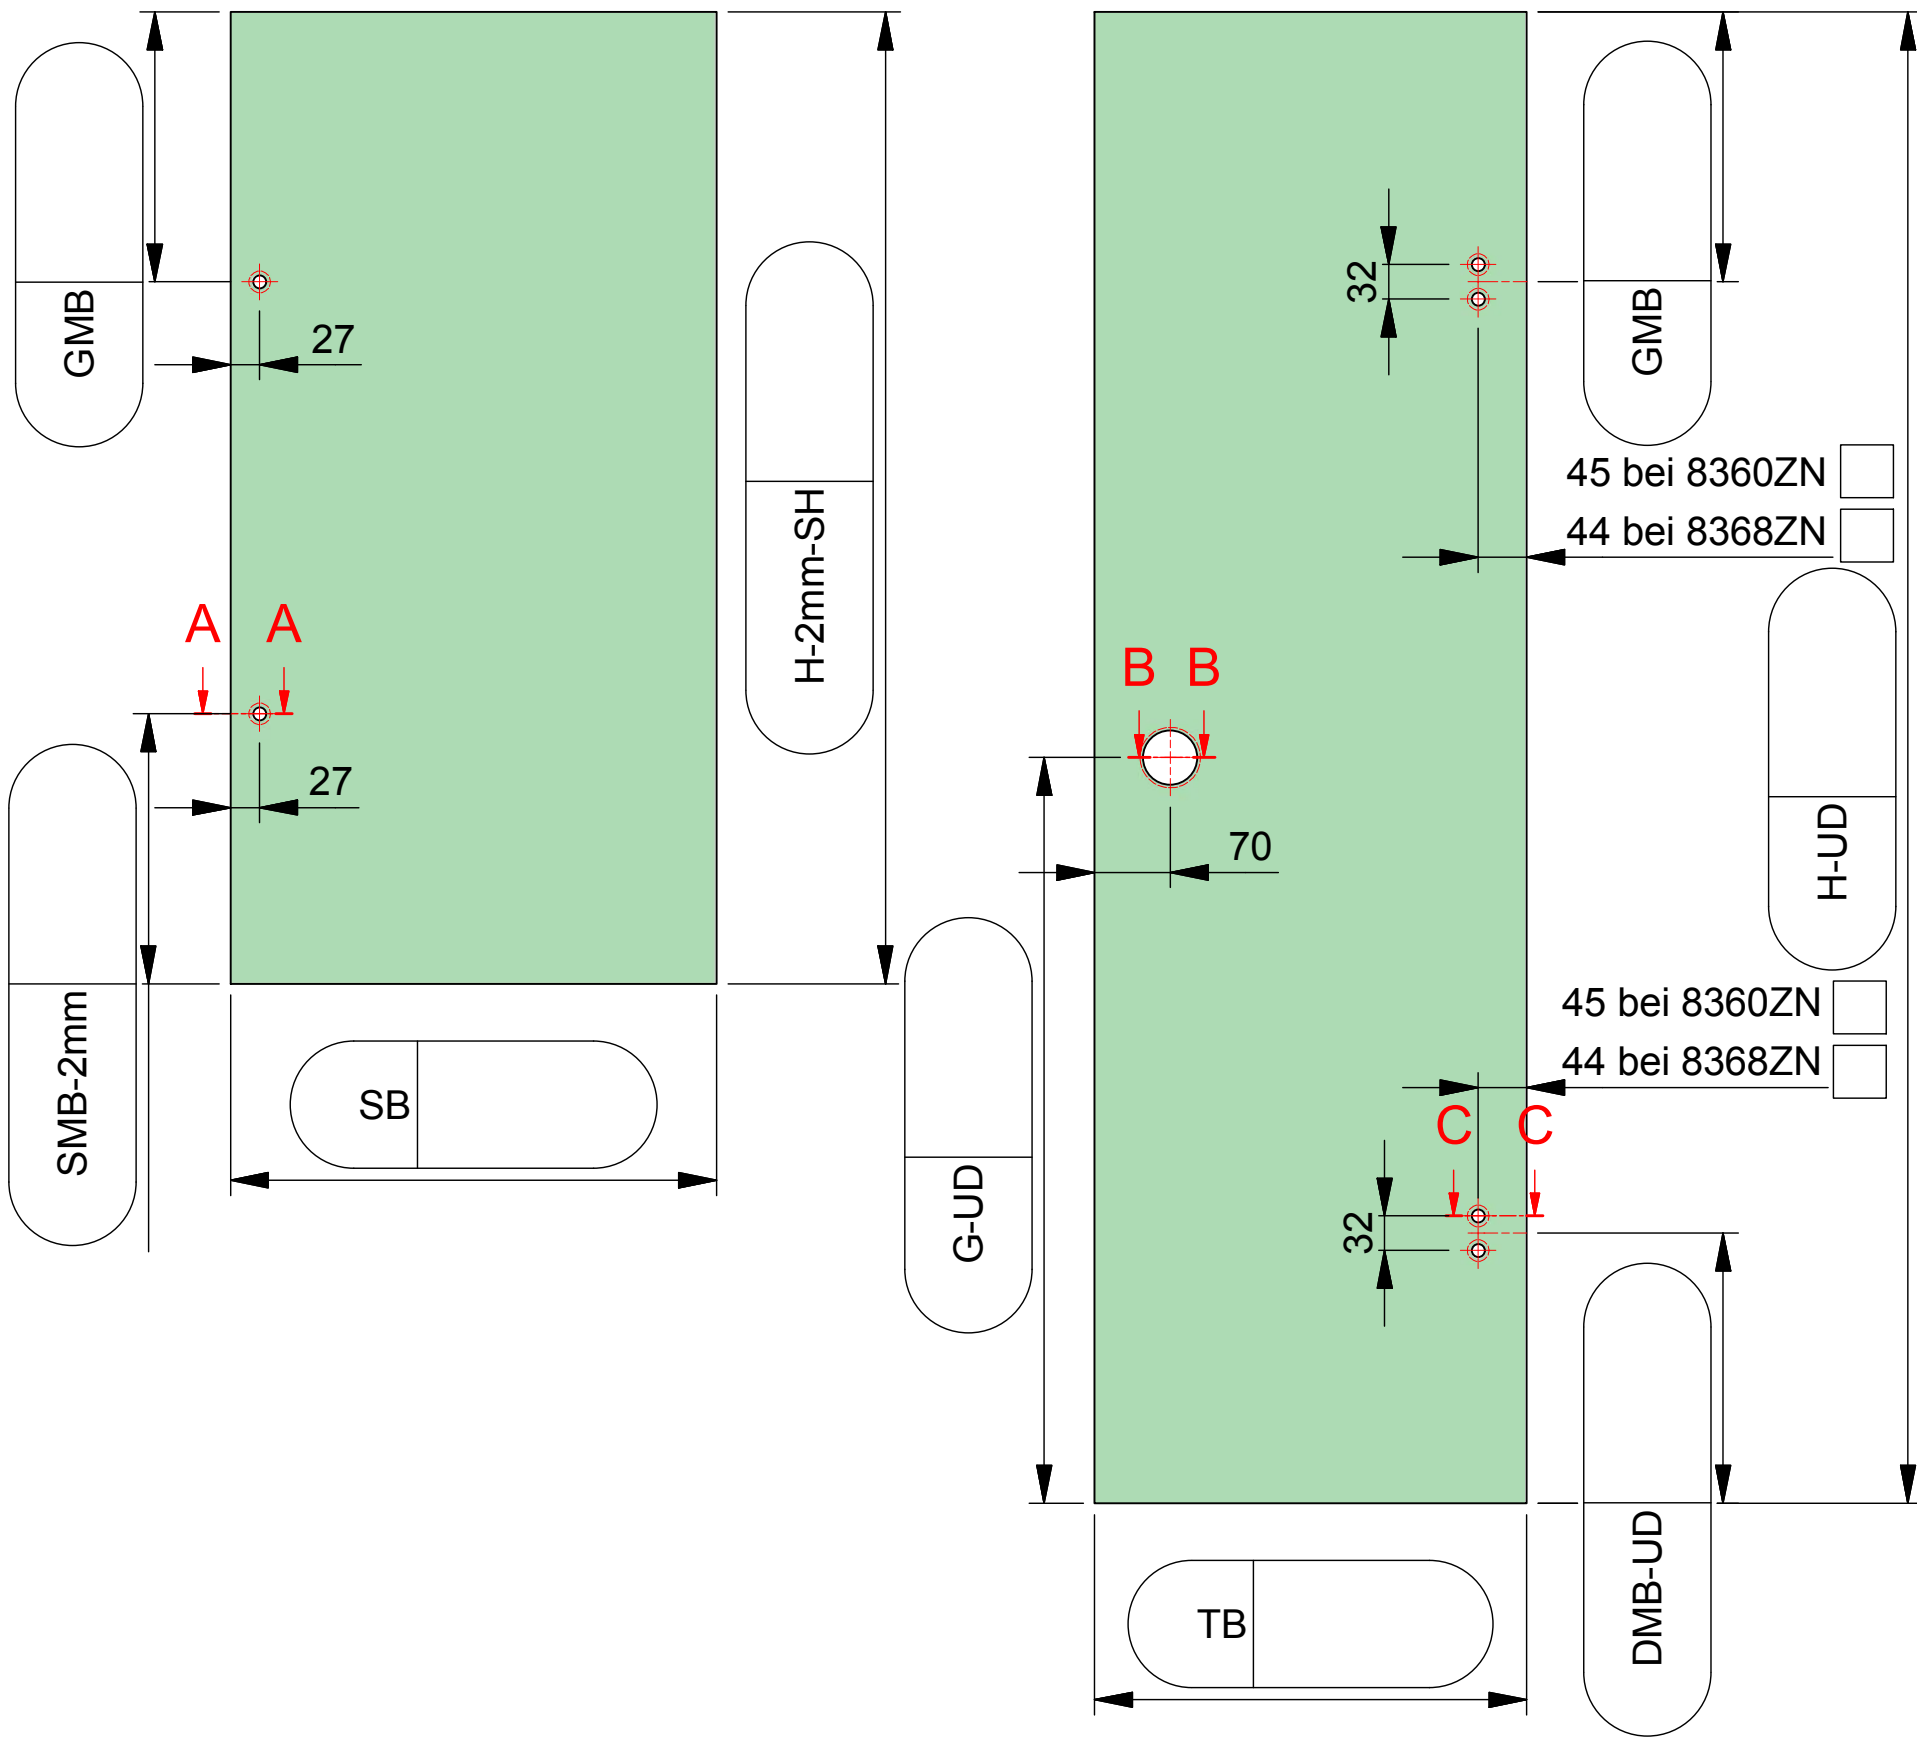 GMB
27
A A
27
SMB-2mm
SB
H-2mm-SH
32
GMB
45 bei 8360ZN
44 bei 8368ZN
B B
70
G-UD
H-UD
45 bei 8360ZN
44 bei 8368ZN
C C
32
DMB-UD
TB